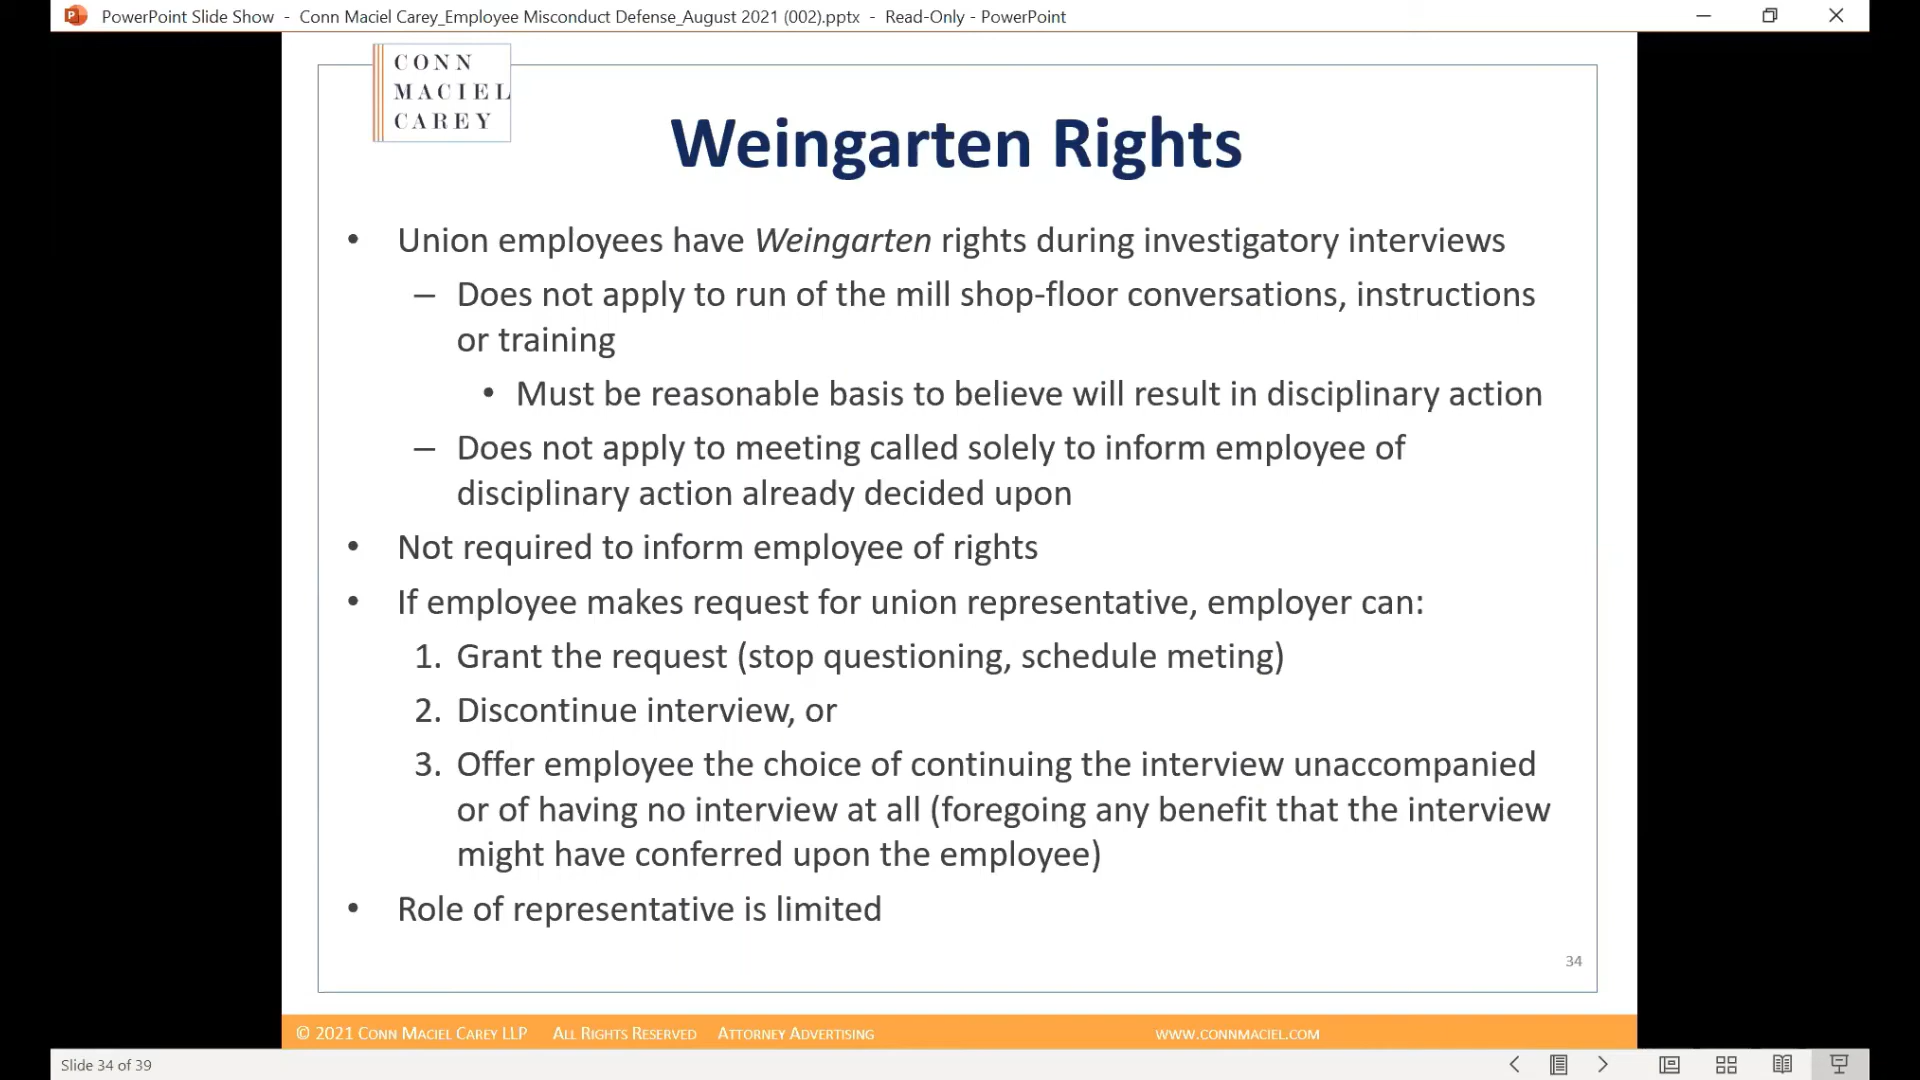 PowerPoint Slide Show - Conn Maciel Carey_Employee Misconduct Defense_August 2021 (002).pptx - Read-Only - PowerPoint
CONN
MACIEL
CAREY
Weingarten Rights
• Union employees have Weingarten rights during investigatory interviews
– Does not apply to run of the mill shop-floor conversations, instructions
or training
• Must be reasonable basis to believe will result in disciplinary action
– Does not apply to meeting called solely to inform employee of
disciplinary action already decided upon
• Not required to inform employee of rights
• If employee makes request for union representative, employer can:
1. Grant the request (stop questioning, schedule meting)
2. Discontinue interview, or
3. Offer employee the choice of continuing the interview unaccompanied
or of having no interview at all (foregoing any benefit that the interview
might have conferred upon the employee)
• Role of representative is limited
34
© 2021 CONN MACIEL CAREY LLP ALL RIGHTS RESERVED ATTORNEY ADVERTISING WWW.CONNMACIEL.COM
Slide 34 of 39